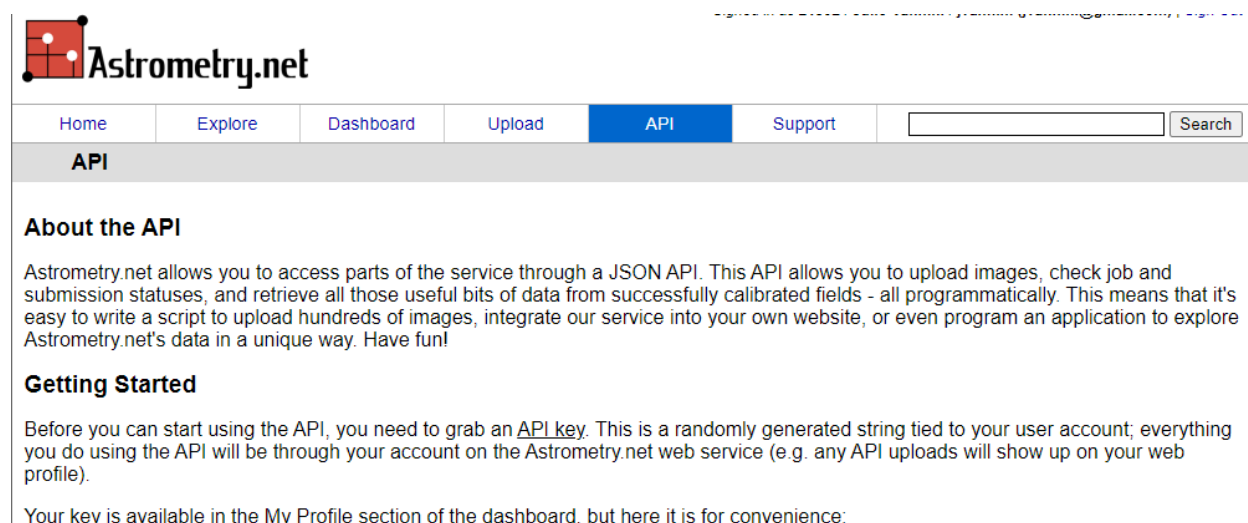 Astrometry.net
Home Explore Dashboard Upload API Support Search
API
About the API
Astrometry.net allows you to access parts of the service through a JSON API. This API allows you to upload images, check job and
submission statuses, and retrieve all those useful bits of data from successfully calibrated fields - all programmatically. This means that it's
easy to write a script to upload hundreds of images, integrate our service into your own website, or even program an application to explore
Astrometry.net's data in a unique way. Have fun!
Getting Started
Before you can start using the API, you need to grab an API key. This is a randomly generated string tied to your user account; everything
you do using the API will be through your account on the Astrometry.net web service (e.g. any API uploads will show up on your web
profile).
Your key is available in the My Profile section of the dashboard, but here it is for convenience: